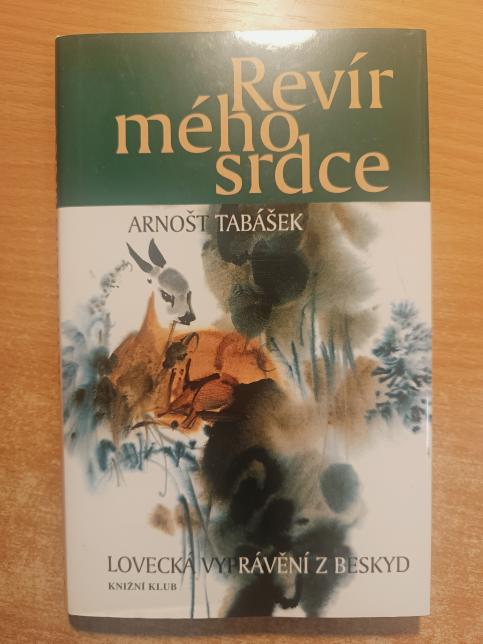 Revír
mého
srdce
ARNOŠT TABÁŠEK
LOVECKÁ VYPRÁVĚNÍ Z BESKYD
KNIŽNÍ KLUB